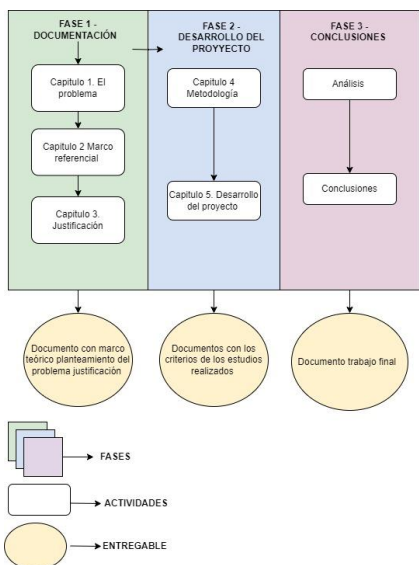 FASE 1 -
DOCUMENTACIÓN
Capitulo 1. El
problema
Capitulo 2 Marco
referencial
Capitulo 3.
Justificación
FASE 2 -
DESARROLLO DEL
PROYYECTO
Capitulo 4
Metodología
Capitulo 5. Desarrollo
del proyecto
FASE 3 -
CONCLUSIONES
Análisis
Conclusiones
Documento con marco
teórico planteamiento del
problema justificación
Documentos con los
criterios de los estudios
realizados
Documento trabajo final
FASES
ACTIVIDADES
ENTREGABLE